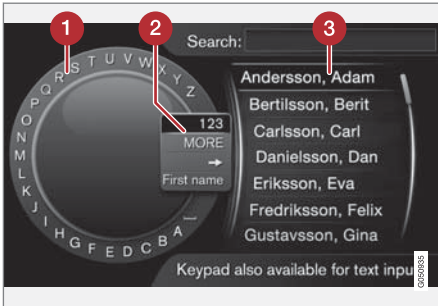 1
2
3
Search:
A B C D E F G H I J K L M N O P Q R S T U V W X Y Z
123
MORE
First name
Andersson, Adam
Bertilsson, Berit
Carlsson, Carl
Danielsson, Dan
Eriksson, Eva
Fredriksson, Felix
Gustavsson, Gina
Keypad also available for text inpu
G050935